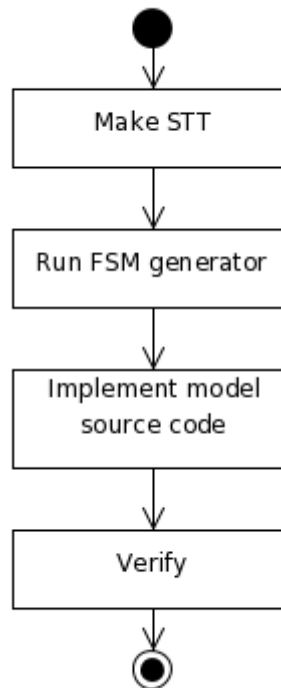 Make STT
Run FSM generator
Implement model
source code
Verify